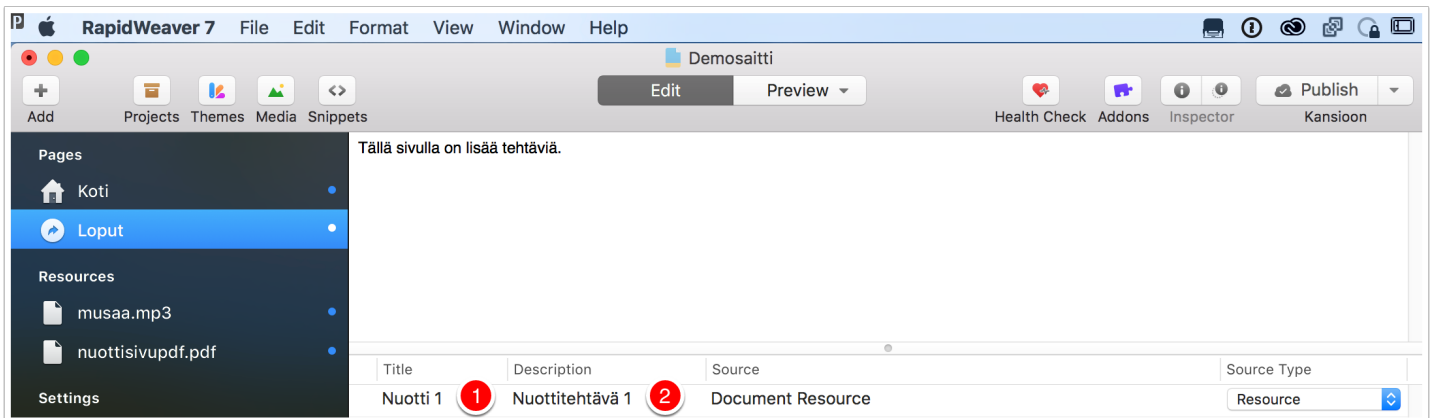 RapidWeaver 7 File Edit Format View Window Help
Demosaitti
Edit Preview Publish
Add Projects Themes Media Snippets Health Check Addons Inspector Kansioon
Pages
Tällä sivulla on lisää tehtäviä.
Koti
Loput
Resources
musaa.mp3
nuottisivupdf.pdf
Title Description Source Source Type
Settings
Nuotti 1 1 Nuottitehtävä 1 2 Document Resource Resource